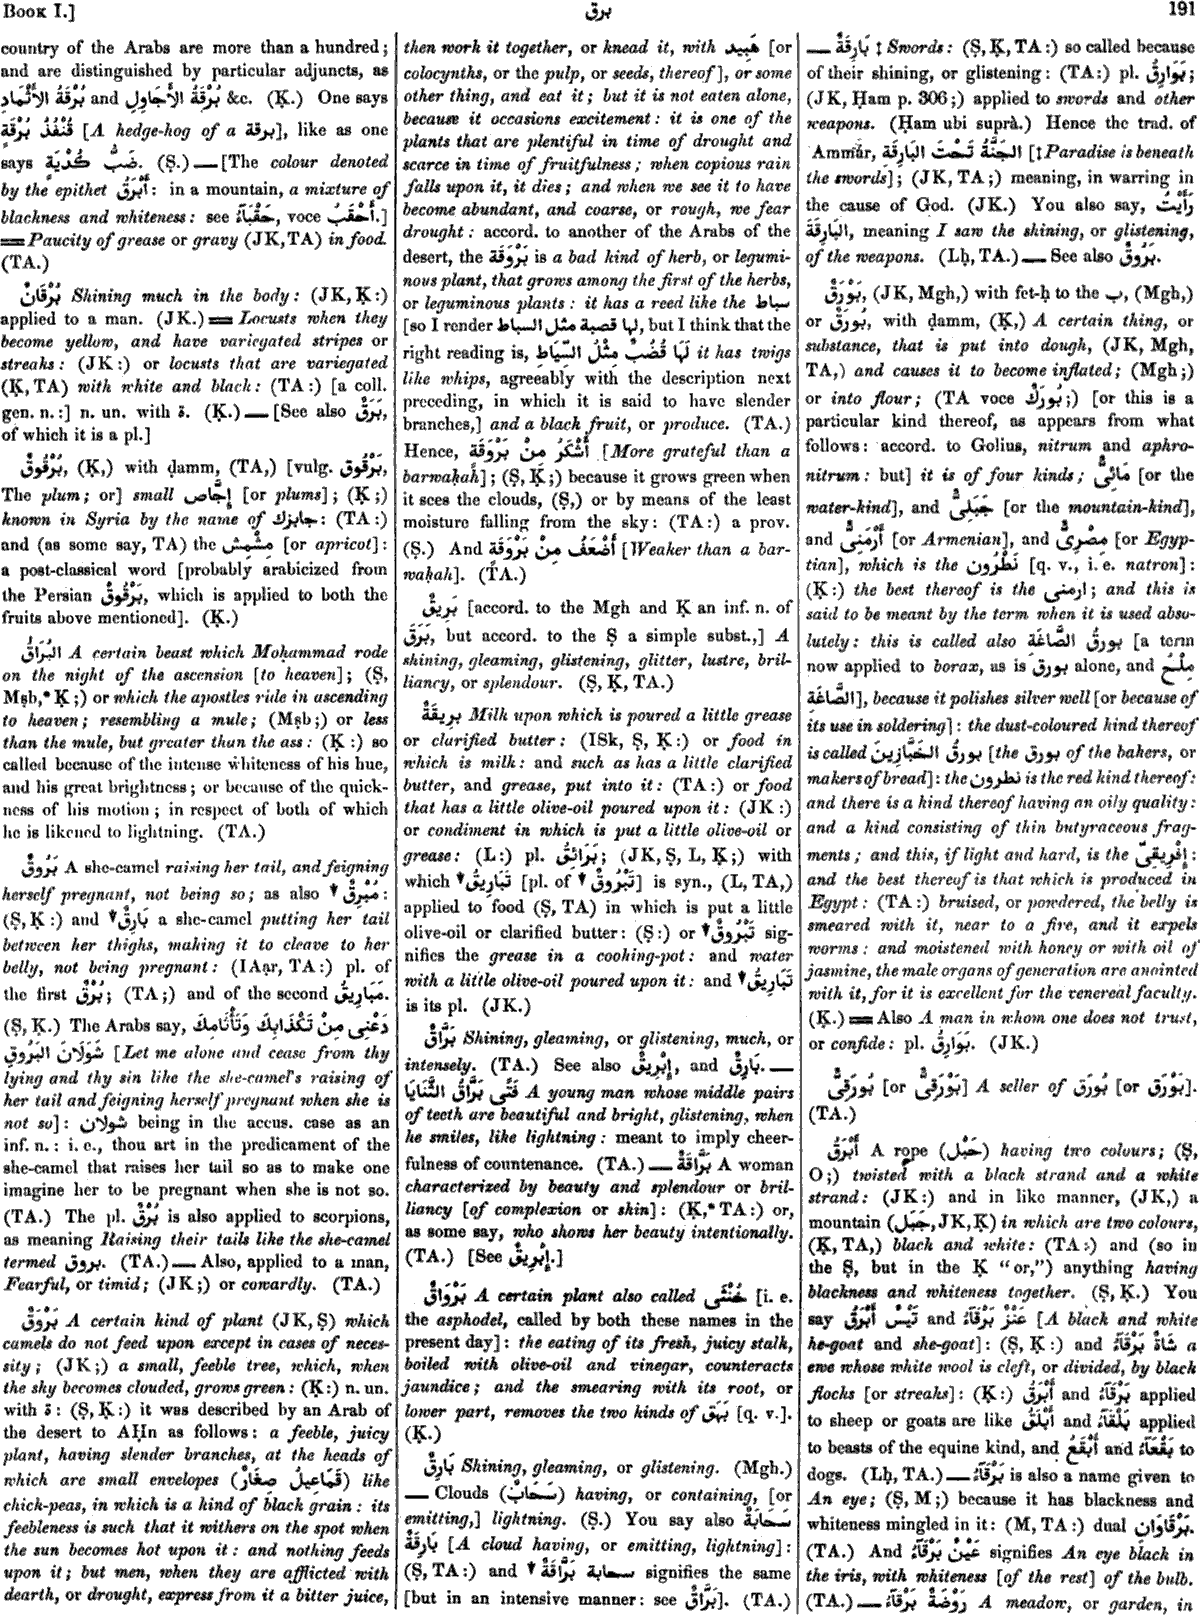 BOOK I.]
برق
191
country of the Arabs are more than a hundred;
and are distinguished by particular adjuncts, as
بُرْقَةُ الأَثْمَادِ and بُرْقَةُ الأَجَاوِلِ &c. (Ḳ.) One says
قُنْفُذُ بُرْقَةٍ [A hedge-hog of a برقة], like as one
says ضَبُّ كُدْيَةٍ. (Ṣ.) — [The colour denoted
by the epithet أَبْرَقُ: in a mountain, a mixture of
blackness and whiteness: see حَقْبَآءُ, voce أَحْقَبُ.]
═ Paucity of grease or gravy (JK, TA) in food.
(TA.)
بُرْقَانٌ Shining much in the body: (JK, Ḳ:)
applied to a man. (JK.) ═ Locusts when they
become yellow, and have variegated stripes or
streaks: (JK:) or locusts that are variegated
(Ḳ, TA) with white and black: (TA:) [a coll.
gen. n.:] n. un. with ة. (Ḳ.) — [See also بَرَقٌ,
of which it is a pl.]
بُرْقُوقٌ, (Ḳ,) with ḍamm, (TA,) [vulg. بَرْقُوق,
The plum; or] small إِجَّاص [or plums]; (Ḳ;)
known in Syria by the name of جابزك: (TA:)
and (as some say, TA) the مِشْمِش [or apricot]:
a post-classical word [probably arabicized from
the Persian بَرْقُوقْ, which is applied to both the
fruits above mentioned]. (Ḳ.)
البُرَاقُ A certain beast which Moḥammad rode
on the night of the ascension [to heaven]; (Ṣ,
Mṣb,* Ḳ;) or which the apostles ride in ascending
to heaven; resembling a mule; (Mṣb;) or less
than the mule, but greater than the ass: (Ḳ:) so
called because of the intense whiteness of his hue,
and his great brightness; or because of the quick-
ness of his motion; in respect of both of which
he is likened to lightning. (TA.)
بَرُوقٌ A she-camel raising her tail, and feigning
herself pregnant, not being so; as also ▼ مُبْرِقٌ:
(Ṣ, Ḳ:) and ▼ بَارِقٌ a she-camel putting her tail
between her thighs, making it to cleave to her
belly, not being pregnant: (IAạr, TA:) pl. of
the first بُرْقٌ; (TA;) and of the second مَبَارِيقُ.
(Ṣ, Ḳ.) The Arabs say, دَعْنِى مِنْ تَكْذَابِكَ وَتَأْثَامِكَ
شَوَلَانَ البَرُوقِ [Let me alone and cease from thy
lying and thy sin like the she-camel's raising of
her tail and feigning herself pregnant when she is
not so]: شولان being in the accus. case as an
inf. n.: i. e., thou art in the predicament of the
she-camel that raises her tail so as to make one
imagine her to be pregnant when she is not so.
(TA.) The pl. بُرْقٌ is also applied to scorpions,
as meaning Raising their tails like the she-camel
termed بروق. (TA.) — Also, applied to a man,
Fearful, or timid; (JK;) or cowardly. (TA.)
بَرْوَقٌ A certain kind of plant (JK, Ṣ) which
camels do not feed upon except in cases of neces-
sity; (JK;) a small, feeble tree, which, when
the sky becomes clouded, grows green: (Ḳ:) n. un.
with ة: (Ṣ, Ḳ:) it was described by an Arab of
the desert to AḤn as follows: a feeble, juicy
plant, having slender branches, at the heads of
which are small envelopes (قَمَاعِيلُ صِغَارٌ) like
chick-peas, in which is a kind of black grain: its
feebleness is such that it withers on the spot when
the sun becomes hot upon it: and nothing feeds
upon it; but men, when they are afflicted with
dearth, or drought, express from it a bitter juice,
then work it together, or knead it, with هَبِيد [or
colocynths, or the pulp, or seeds, thereof], or some
other thing, and eat it; but it is not eaten alone,
because it occasions excitement: it is one of the
plants that are plentiful in time of drought and
scarce in time of fruitfulness; when copious rain
falls upon it, it dies; and when we see it to have
become abundant, and coarse, or rough, we fear
drought: accord. to another of the Arabs of the
desert, the بَرْوَقَة is a bad kind of herb, or legumi-
nous plant, that grows among the first of the herbs,
or leguminous plants: it has a reed like the سباط
[so I render لها قصبة مثل السباط, but I think that the
right reading is, لَهَا قُضُبٌ مِثْلُ السِّيَاطِ it has twigs
like whips, agreeably with the description next
preceding, in which it is said to have slender
branches,] and a black fruit, or produce. (TA.)
Hence, أَشْكَرُ مِنْ بَرْوَقَةٍ [More grateful than a
barwaḳah]; (Ṣ, Ḳ;) because it grows green when
it sees the clouds, (Ṣ,) or by means of the least
moisture falling from the sky: (TA:) a prov.
(Ṣ.) And أَضْعَفُ مِنْ بَرْوَقَةٍ [Weaker than a bar-
waḳah]. (TA.)
بَرِيقٌ [accord. to the Mgh and Ḳ an inf. n. of
بَرَقَ, but accord. to the Ṣ a simple subst.,] A
shining, gleaming, glistening, glitter, lustre, bril-
liancy, or splendour. (Ṣ, Ḳ, TA.)
بَرِيقَةٌ Milk upon which is poured a little grease
or clarified butter: (ISk, Ṣ, Ḳ:) or food in
which is milk: and such as has a little clarified
butter, and grease, put into it: (TA:) or food
that has a little olive-oil poured upon it: (JK:)
or condiment in which is put a little olive-oil or
grease: (L:) pl. بَرَائِقُ; (JK, Ṣ, L, Ḳ;) with
which ▼ تَبَارِيقُ [pl. of ▼ تَبْرُوقٌ] is syn., (L, TA,)
applied to food (Ṣ, TA) in which is put a little
olive-oil or clarified butter: (Ṣ:) or ▼ تَبْرُوقٌ sig-
nifies the grease in a cooking-pot: and water
with a little olive-oil poured upon it: and ▼ تَبَارِيقُ
is its pl. (JK.)
بَرَّاقٌ Shining, gleaming, or glistening, much, or
intensely. (TA.) See also إِبْرِيقٌ, and بَارِقٌ. —
فَتًى بَرَّاقُ الثَّنَايَا A young man whose middle pairs
of teeth are beautiful and bright, glistening, when
he smiles, like lightning: meant to imply cheer-
fulness of countenance. (TA.) — بَرَّاقَةٌ A woman
characterized by beauty and splendour or bril-
liancy [of complexion or skin]: (Ḳ,* TA:) or,
as some say, who shows her beauty intentionally.
(TA.) [See إِبْرِيقٌ.]
بَرْوَاقٌ A certain plant also called خُنْثَى [i. e.
the asphodel, called by both these names in the
present day]: the eating of its fresh, juicy stalk,
boiled with olive-oil and vinegar, counteracts
jaundice; and the smearing with its root, or
lower part, removes the two kinds of بَهَق [q. v.].
(Ḳ.)
بَارِقٌ Shining, gleaming, or glistening. (Mgh.)
— Clouds (سَحَابٌ) having, or containing, [or
emitting,] lightning. (Ṣ.) You say also سَحَابَةٌ
بَارِقَةٌ [A cloud having, or emitting, lightning]:
(Ṣ, TA:) and ▼ سحابة بَرَّاقَةٌ signifies the same
[but in an intensive manner: see بَرَّاقٌ]. (TA.)
— بَارِقَةٌ ‡ Swords: (Ṣ, Ḳ, TA:) so called because
of their shining, or glistening: (TA:) pl. بَوَارِقُ;
(JK, Ḥam p. 306;) applied to swords and other
weapons. (Ḥam ubi suprà.) Hence the trad. of
Ammár, الجَنَّةُ تَحْتَ البَارِقَةِ [‡ Paradise is beneath
the swords]; (JK, TA;) meaning, in warring in
the cause of God. (JK.) You also say, رَأَيْتُ
البَارِقَةَ, meaning I saw the shining, or glistening,
of the weapons. (Lḥ, TA.) — See also بَرُوقٌ.
بَوْرَقٌ, (JK, Mgh,) with fet-ḥ to the ب, (Mgh,)
or بُورَقٌ, with ḍamm, (Ḳ,) A certain thing, or
substance, that is put into dough, (JK, Mgh,
TA,) and causes it to become inflated; (Mgh;)
or into flour; (TA voce بُورَكٌ;) [or this is a
particular kind thereof, as appears from what
follows: accord. to Golius, nitrum and aphro-
nitrum: but] it is of four kinds; مَائِىٌّ [or the
water-kind], and جَبَلِىٌّ [or the mountain-kind],
and أَرْمَنِىٌّ [or Armenian], and مِصْرِىٌّ [or Egyp-
tian], which is the نَطْرُون [q. v., i. e. natron]:
(Ḳ:) the best thereof is the ارمنى; and this is
said to be meant by the term when it is used abso-
lutely: this is called also بورقُ الصَّاغَةِ [a term
now applied to borax, as is بورق alone, and مِلْحُ
الصَّاغَةِ], because it polishes silver well [or because of
its use in soldering]: the dust-coloured kind thereof
is called بورقُ الخَبَّازِينَ [the بورق of the bakers, or
makers of bread]: the نطرون is the red kind thereof:
and there is a kind thereof having an oily quality:
and a kind consisting of thin butyraceous frag-
ments; and this, if light and hard, is the إِفْرِيقِىّ:
and the best thereof is that which is produced in
Egypt: (TA:) bruised, or powdered, the belly is
smeared with it, near to a fire, and it expels
worms: and moistened with honey or with oil of
jasmine, the male organs of generation are anointed
with it, for it is excellent for the venereal faculty.
(Ḳ.) ═ Also A man in whom one does not trust,
or confide: pl. بَوَارِقُ. (JK.)
بُورَقِىٌّ [or بَوْرَقِىٌّ] A seller of بُورَق [or بَوْرَق].
(TA.)
أَبْرَقُ A rope (حَبْل) having two colours; (Ṣ,
O;) twisted with a black strand and a white
strand: (JK:) and in like manner, (JK,) a
mountain (جَبَل, JK, Ḳ) in which are two colours,
(Ḳ, TA,) black and white: (TA:) and (so in
the Ṣ, but in the Ḳ "or,") anything having
blackness and whiteness together. (Ṣ, Ḳ.) You
say تَيْسٌ أَبْرَقُ and عَنْزٌ بَرْقَآءُ [A black and white
he-goat and she-goat]: (Ṣ, Ḳ:) and شَاةٌ بَرْقَآءُ a
ewe whose white wool is cleft, or divided, by black
flocks [or streaks]: (Ḳ:) أَبْرَقُ and بَرْقَآءُ applied
to sheep or goats are like أَبْلَقُ and بَلْقَآءُ applied
to beasts of the equine kind, and أَبْقَعُ and بَقْعَآءُ to
dogs. (Lḥ, TA.) — بَرْقَآءُ is also a name given to
An eye; (Ṣ, M;) because it has blackness and
whiteness mingled in it: (M, TA:) dual بَرْقَاوَانِ.
(TA.) And عَيْنٌ بَرْقَآءُ signifies An eye black in
the iris, with whiteness [of the rest] of the bulb.
(TA.) — رَوْضَةٌ بَرْقَآءُ A meadow, or garden, in